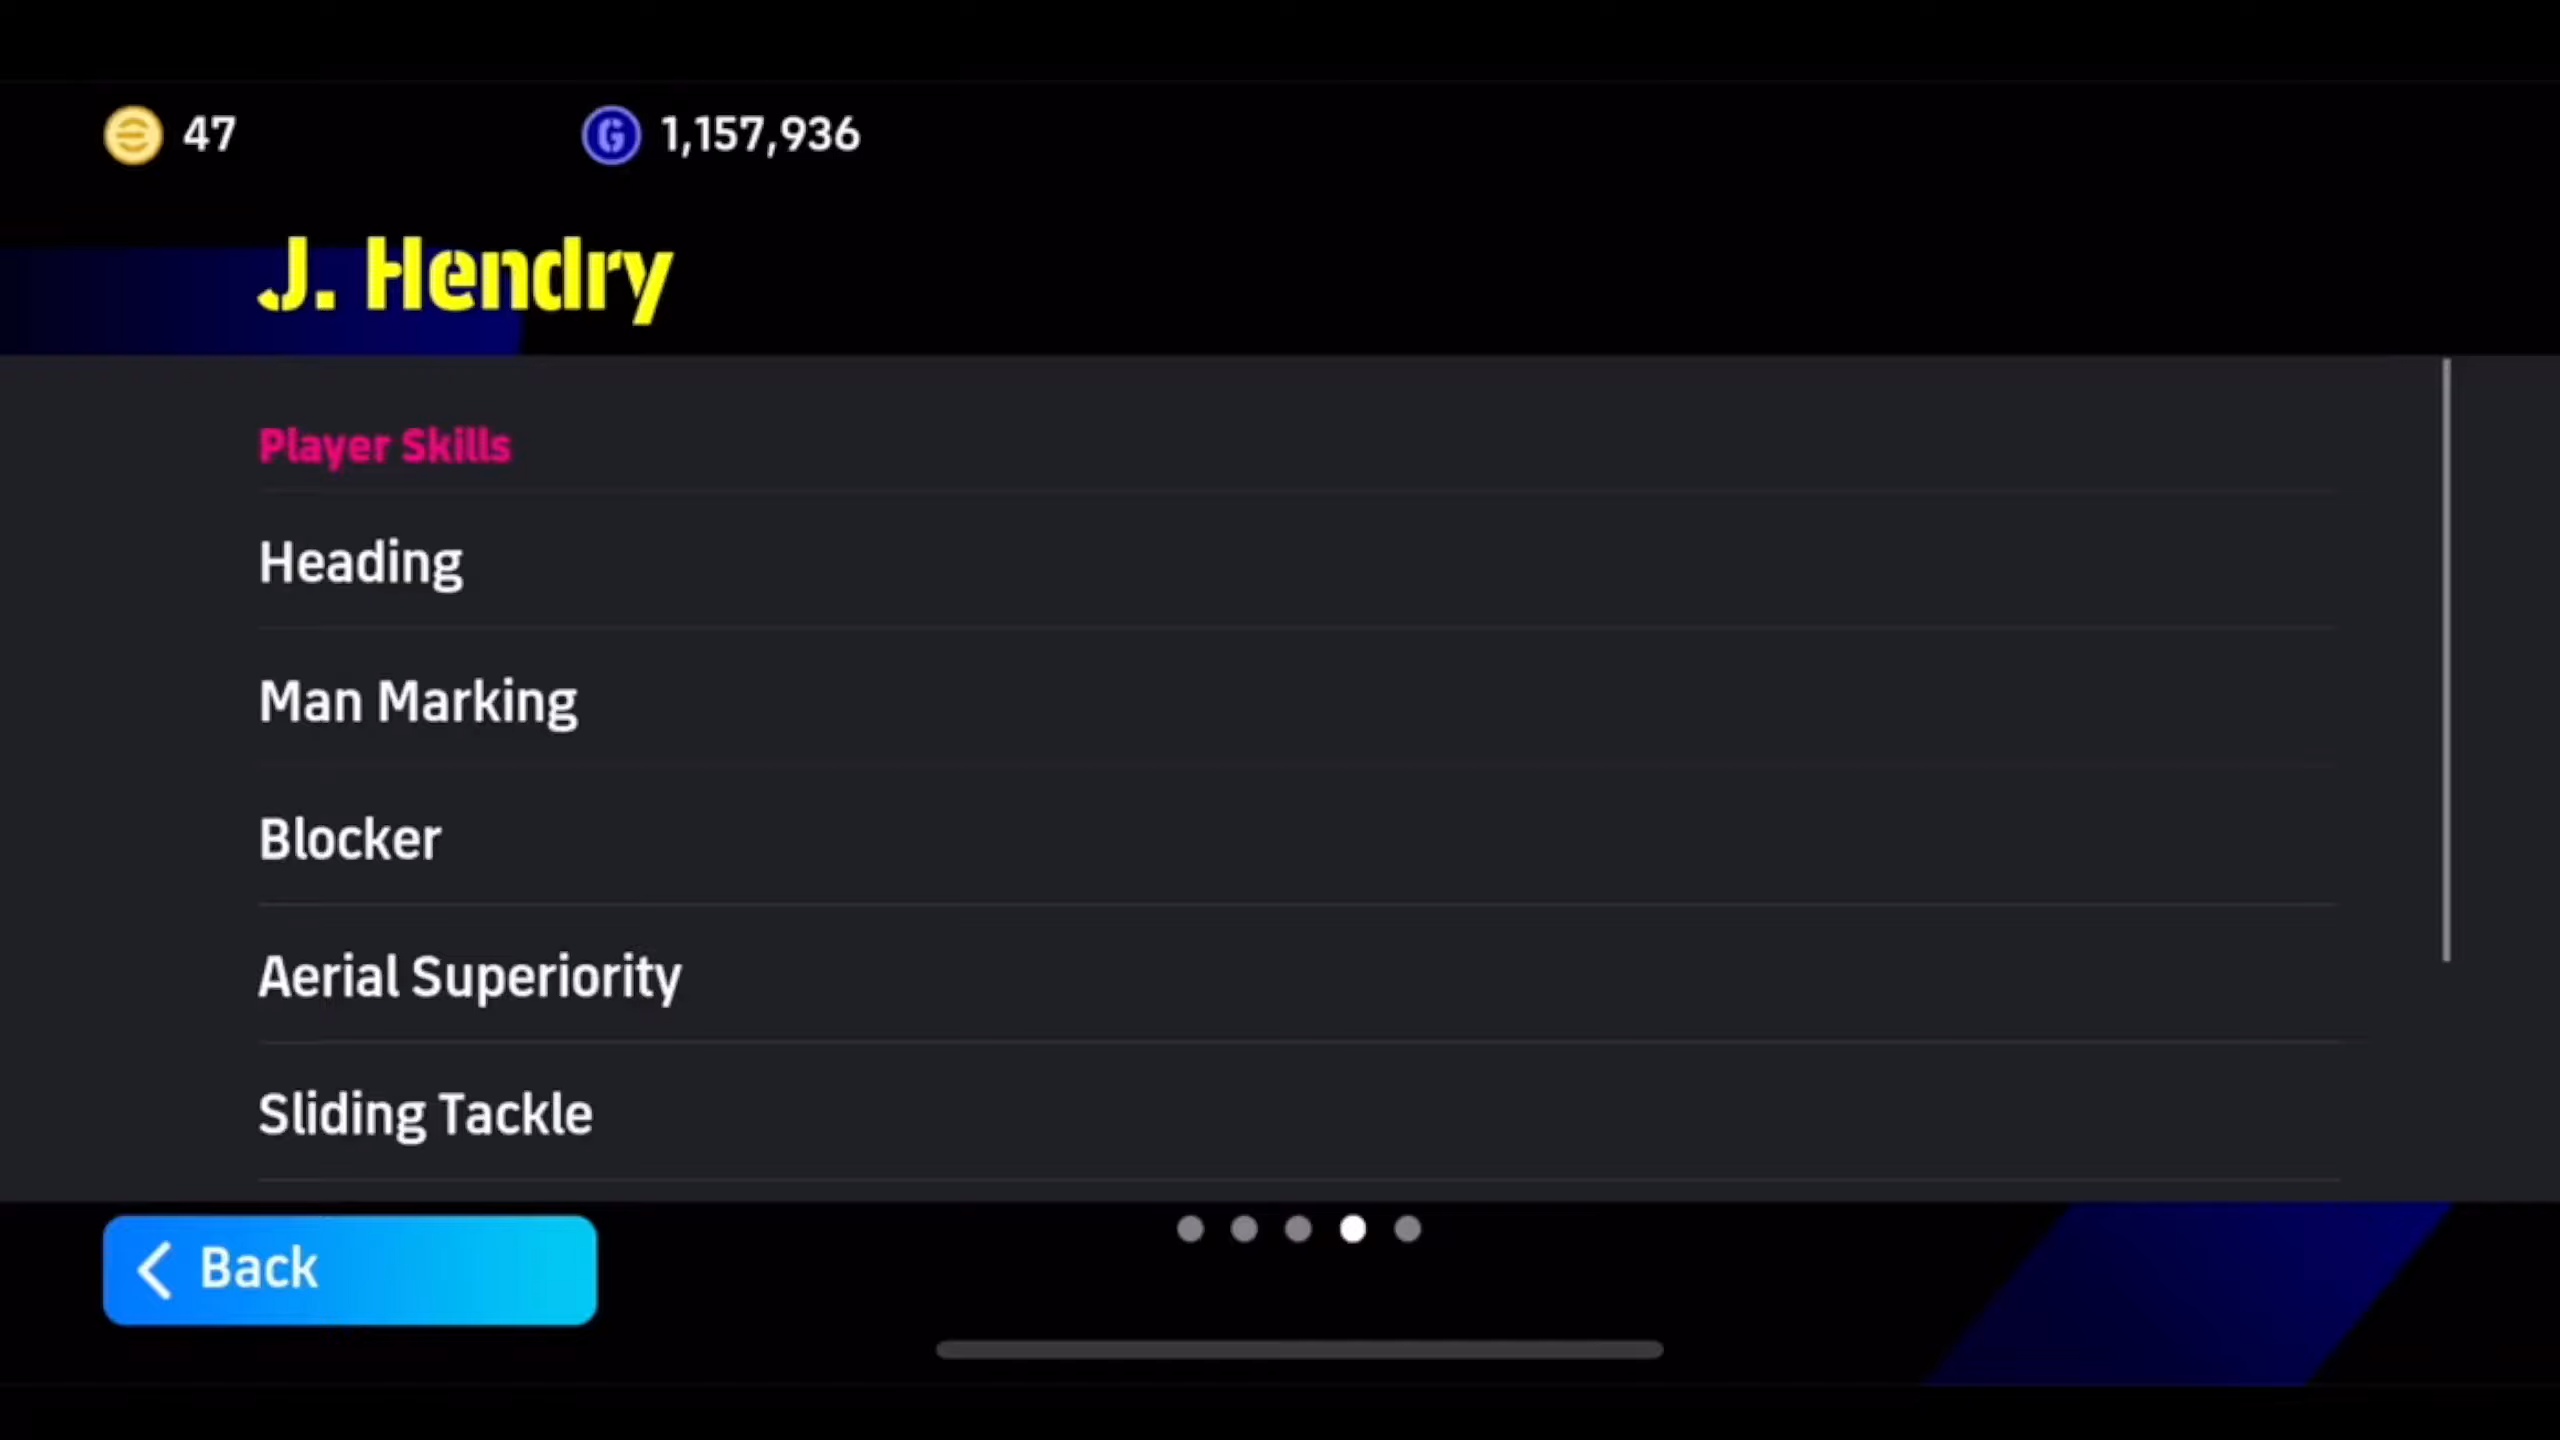 47
1,157,936
J. Hendry
Player Skills
Heading
Man Marking
Blocker
Aerial Superiority
Sliding Tackle
Back